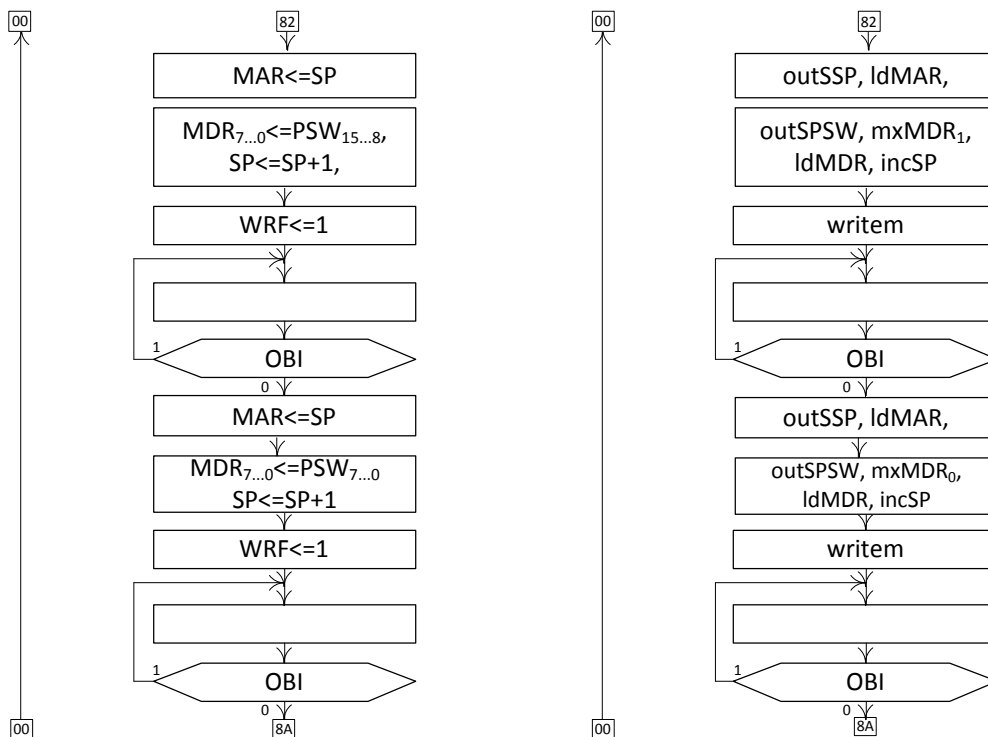 00
82
MAR<=SP
MDR7...0<=PSW15...8,
SP<=SP+1,
WRF<=1
1
OBI
0
MAR<=SP
MDR7...0<=PSW7...0
SP<=SP+1
WRF<=1
1
OBI
0
00
8A
00
82
outSSP, ldMAR,
outSPSW, mxMDR1,
ldMDR, incSP
writem
1
OBI
0
outSSP, ldMAR,
outSPSW, mxMDR0,
ldMDR, incSP
writem
1
OBI
0
00
8A